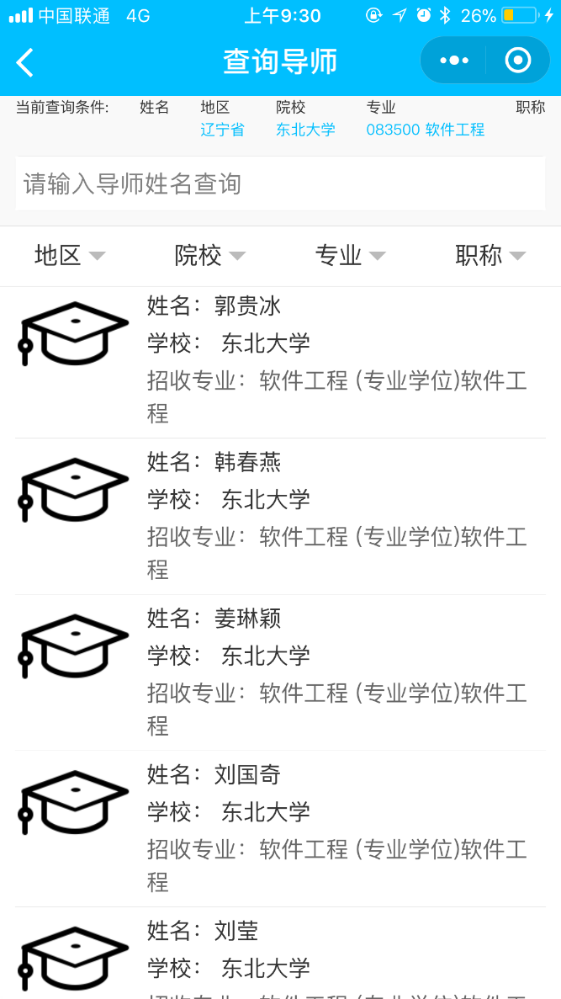 中国联通 4G 上午9:30 26%
查询导师
当前查询条件: 姓名 地区 院校 专业 职称
辽宁省 东北大学 083500 软件工程
请输入导师姓名查询
地区 院校 专业 职称
姓名：郭贵冰
学校： 东北大学
招收专业：软件工程 (专业学位)软件工
程
姓名：韩春燕
学校： 东北大学
招收专业：软件工程 (专业学位)软件工
程
姓名：姜琳颖
学校： 东北大学
招收专业：软件工程 (专业学位)软件工
程
姓名：刘国奇
学校： 东北大学
招收专业：软件工程 (专业学位)软件工
程
姓名：刘莹
学校： 东北大学